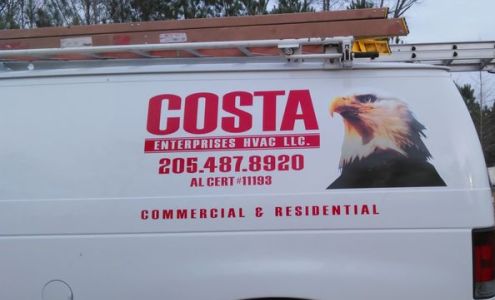 COSTA
ENTERPRISES HVAC LLC.
205.487.8920
AL CERT #11193
COMMERCIAL & RESIDENTIAL